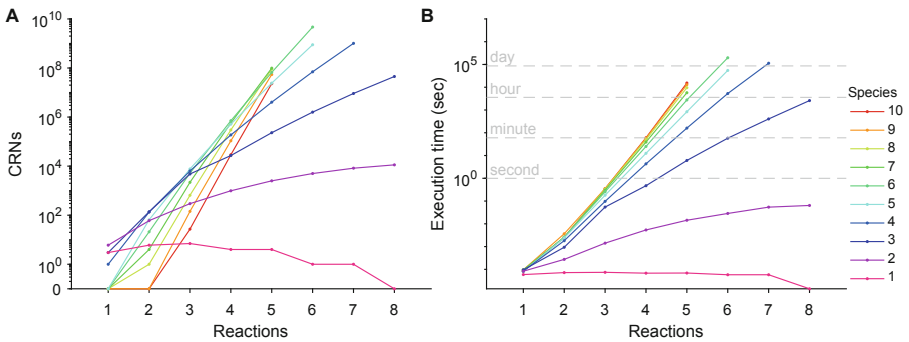 A
CRNs
10^10
10^8
10^6
10^4
10^2
10^0
0
1 2 3 4 5 6 7 8
Reactions
B
Execution time (sec)
10^5
10^0
day
hour
minute
second
1 2 3 4 5 6 7 8
Reactions
Species
10
9
8
7
6
5
4
3
2
1